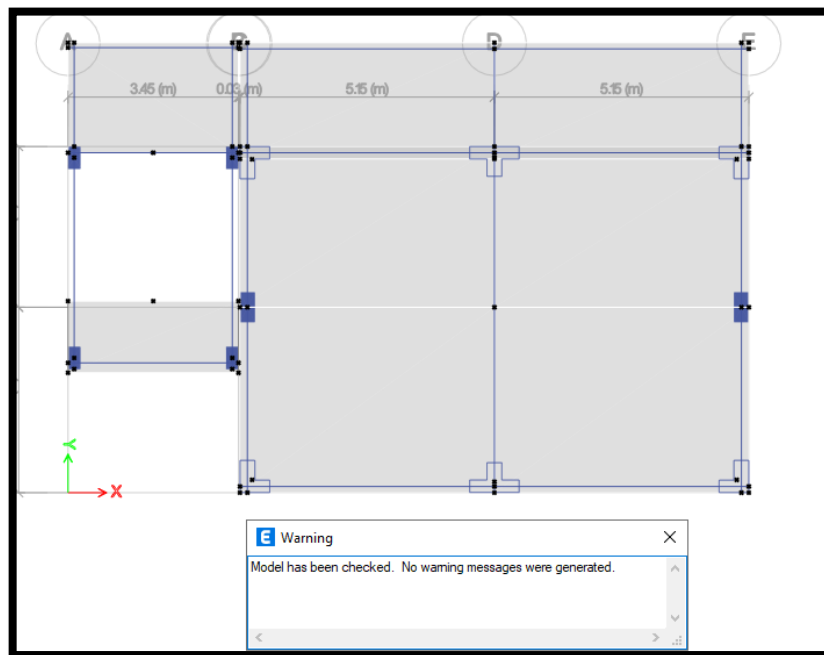 A D E
3.45 (m) 0.03 (m) 5.15 (m) 5.15 (m)
Y
X
E Warning
Model has been checked. No warning messages were generated.